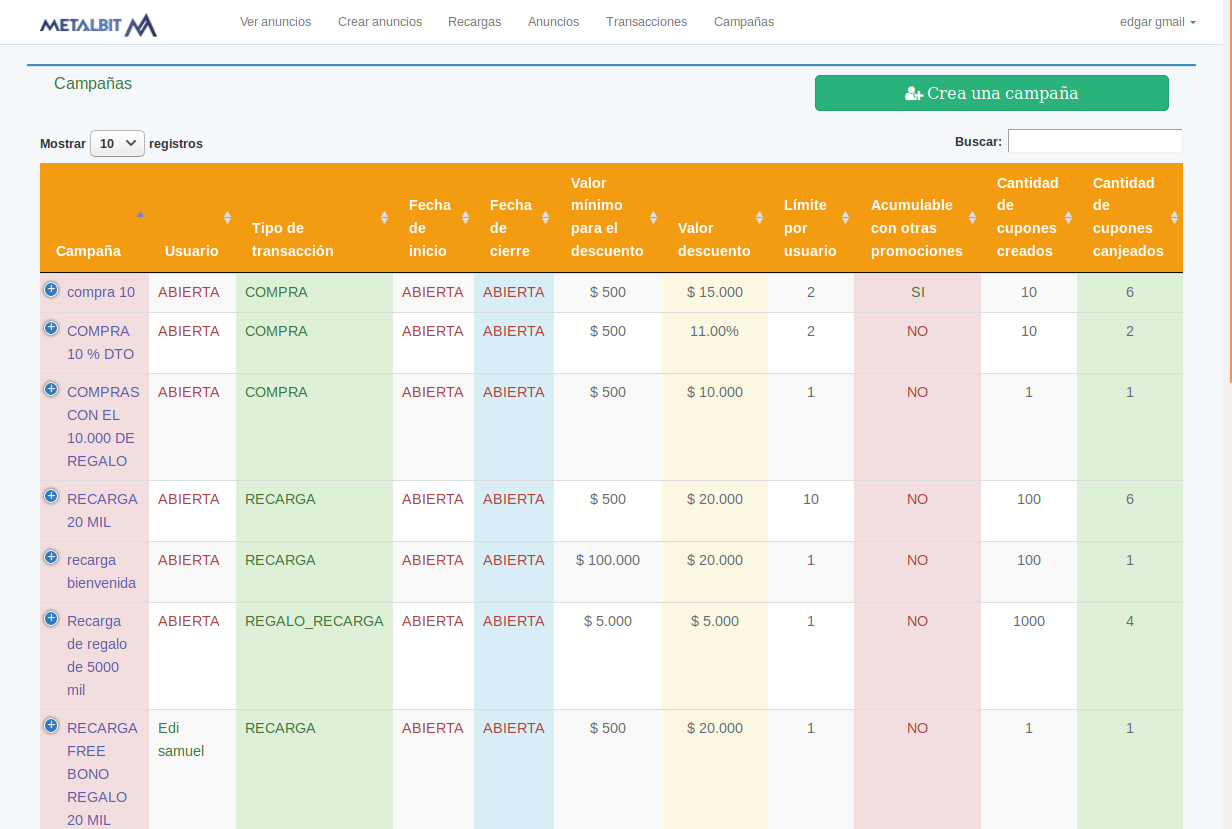 METALBIT
Ver anuncios Crear anuncios Recargas Anuncios Transacciones Campañas edgar gmail
Campañas
Crea una campaña
Mostrar 10 registros
Buscar:
Campaña Usuario Tipo de transacción Fecha de inicio Fecha de cierre Valor mínimo para el descuento Valor descuento Límite por usuario Acumulable con otras promociones Cantidad de cupones creados Cantidad de cupones canjeados
compra 10 ABIERTA COMPRA ABIERTA ABIERTA $ 500 $ 15.000 2 SI 10 6
COMPRA ABIERTA COMPRA ABIERTA ABIERTA $ 500 11.00% 2 NO 10 2
10 % DTO
COMPRAS ABIERTA COMPRA ABIERTA ABIERTA $ 500 $ 10.000 1 NO 1 1
CON EL
10.000 DE
REGALO
RECARGA ABIERTA RECARGA ABIERTA ABIERTA $ 500 $ 20.000 10 NO 100 6
20 MIL
recarga ABIERTA RECARGA ABIERTA ABIERTA $ 100.000 $ 20.000 1 NO 100 1
bienvenida
Recarga ABIERTA REGALO_RECARGA ABIERTA ABIERTA $ 5.000 $ 5.000 1 NO 1000 4
de regalo
de 5000
mil
RECARGA Edi RECARGA ABIERTA ABIERTA $ 500 $ 20.000 1 NO 1 1
FREE samuel
BONO
REGALO
20 MIL